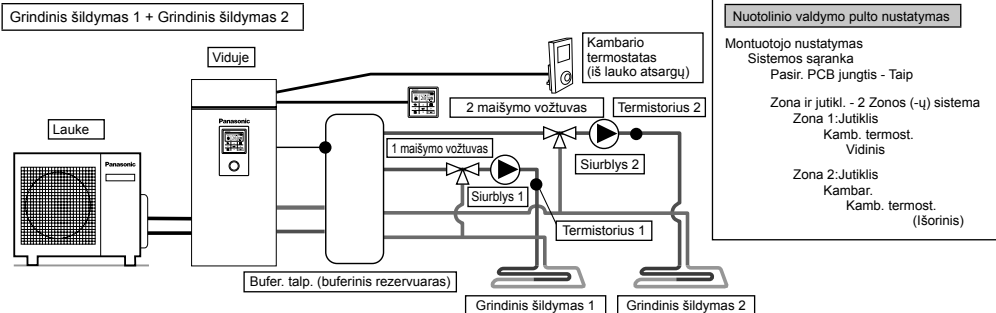 Grindinis šildymas 1 + Grindinis šildymas 2
Viduje
Kambario
termostatas
(iš lauko atsargų)
Lauke
Panasonic
Panasonic
2 maišymo vožtuvas
Termistorius 2
1 maišymo vožtuvas
Siurblys 2
Siurblys 1
Termistorius 1
Bufer. talp. (buferinis rezervuaras)
Grindinis šildymas 1
Grindinis šildymas 2
Nuotolinio valdymo pulto nustatymas
Montuotojo nustatymas
Sistemos sąranka
Pasir. PCB jungtis - Taip
Zona ir jutikl. - 2 Zonos (-ų) sistema
Zona 1:Jutiklis
Kamb. termost.
Vidinis
Zona 2:Jutiklis
Kambar.
Kamb. termost.
(Išorinis)